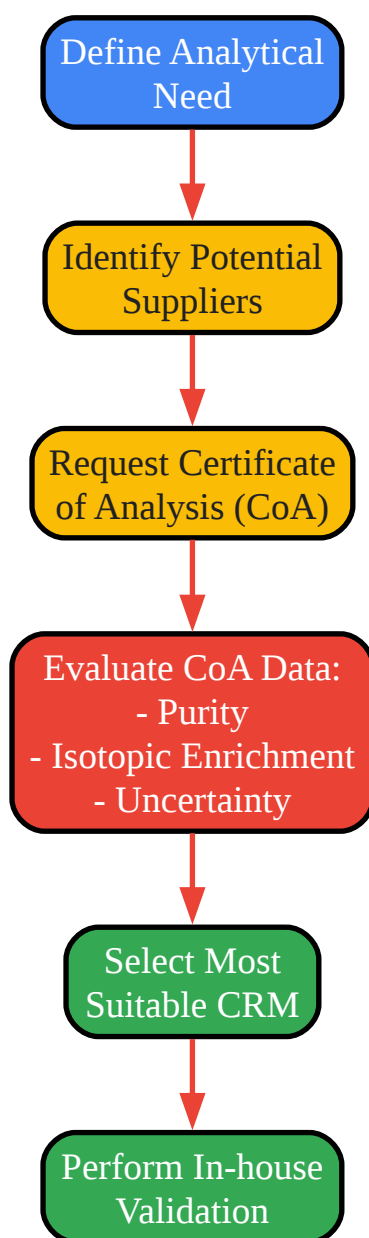 Define Analytical
Need
Identify Potential
Suppliers
Request Certificate
of Analysis (CoA)
Evaluate CoA Data:
- Purity
- Isotopic Enrichment
- Uncertainty
Select Most
Suitable CRM
Perform In-house
Validation